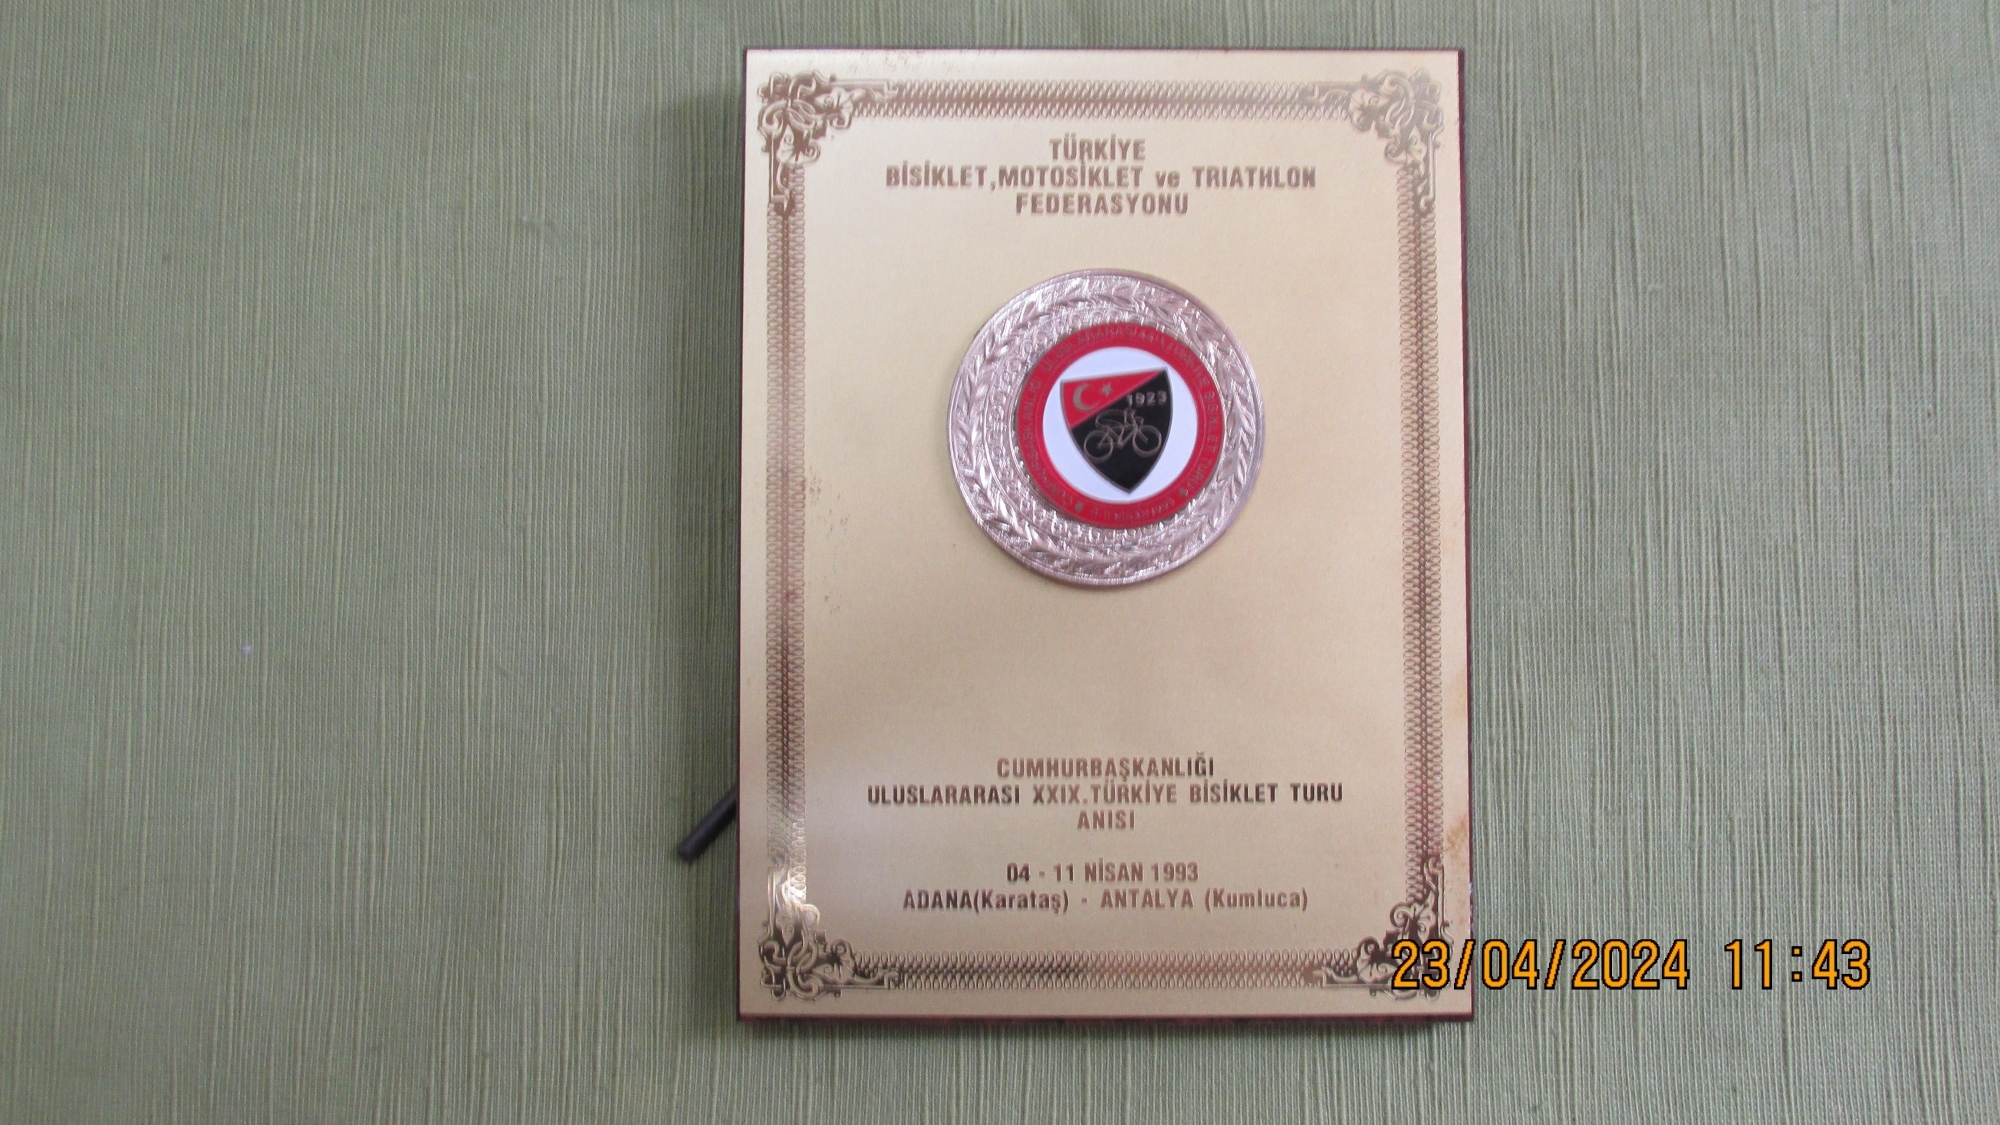 TÜRKİYE
BİSİKLET,MOTOSİKLET ve TRIATHLON
FEDERASYONU
1923
CUMHURBAŞKANLIĞI
ULUSLARARASI XXIX.TÜRKİYE BİSİKLET TURU
ANISI
04 - 11 NİSAN 1993
ADANA(Karataş) - ANTALYA (Kumluca)
23/04/2024 11:43